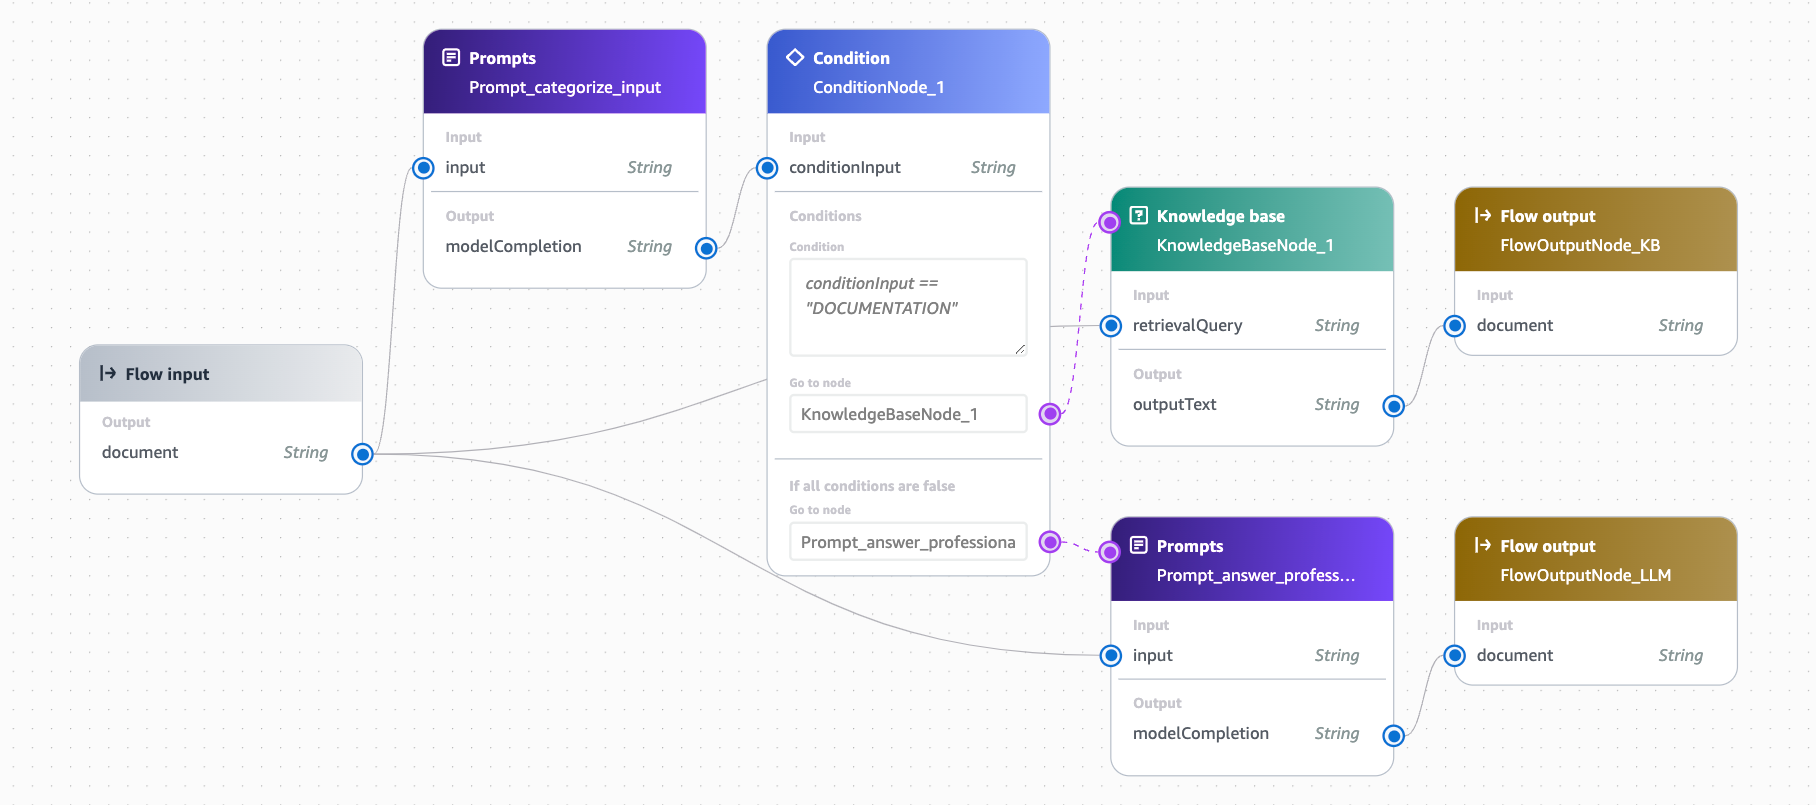 Flow input
Output
document String
Prompts
Prompt_categorize_input
Input
input String
Output
modelCompletion String
Condition
ConditionNode_1
Input
conditionInput String
Conditions
Condition
conditionInput ==
"DOCUMENTATION"
Go to node
KnowledgeBaseNode_1
If all conditions are false
Go to node
Prompt_answer_professiona
Knowledge base
KnowledgeBaseNode_1
Input
retrievalQuery String
Output
outputText String
Flow output
FlowOutputNode_KB
Input
document String
Prompts
Prompt_answer_profess...
Input
input String
Output
modelCompletion String
Flow output
FlowOutputNode_LLM
Input
document String